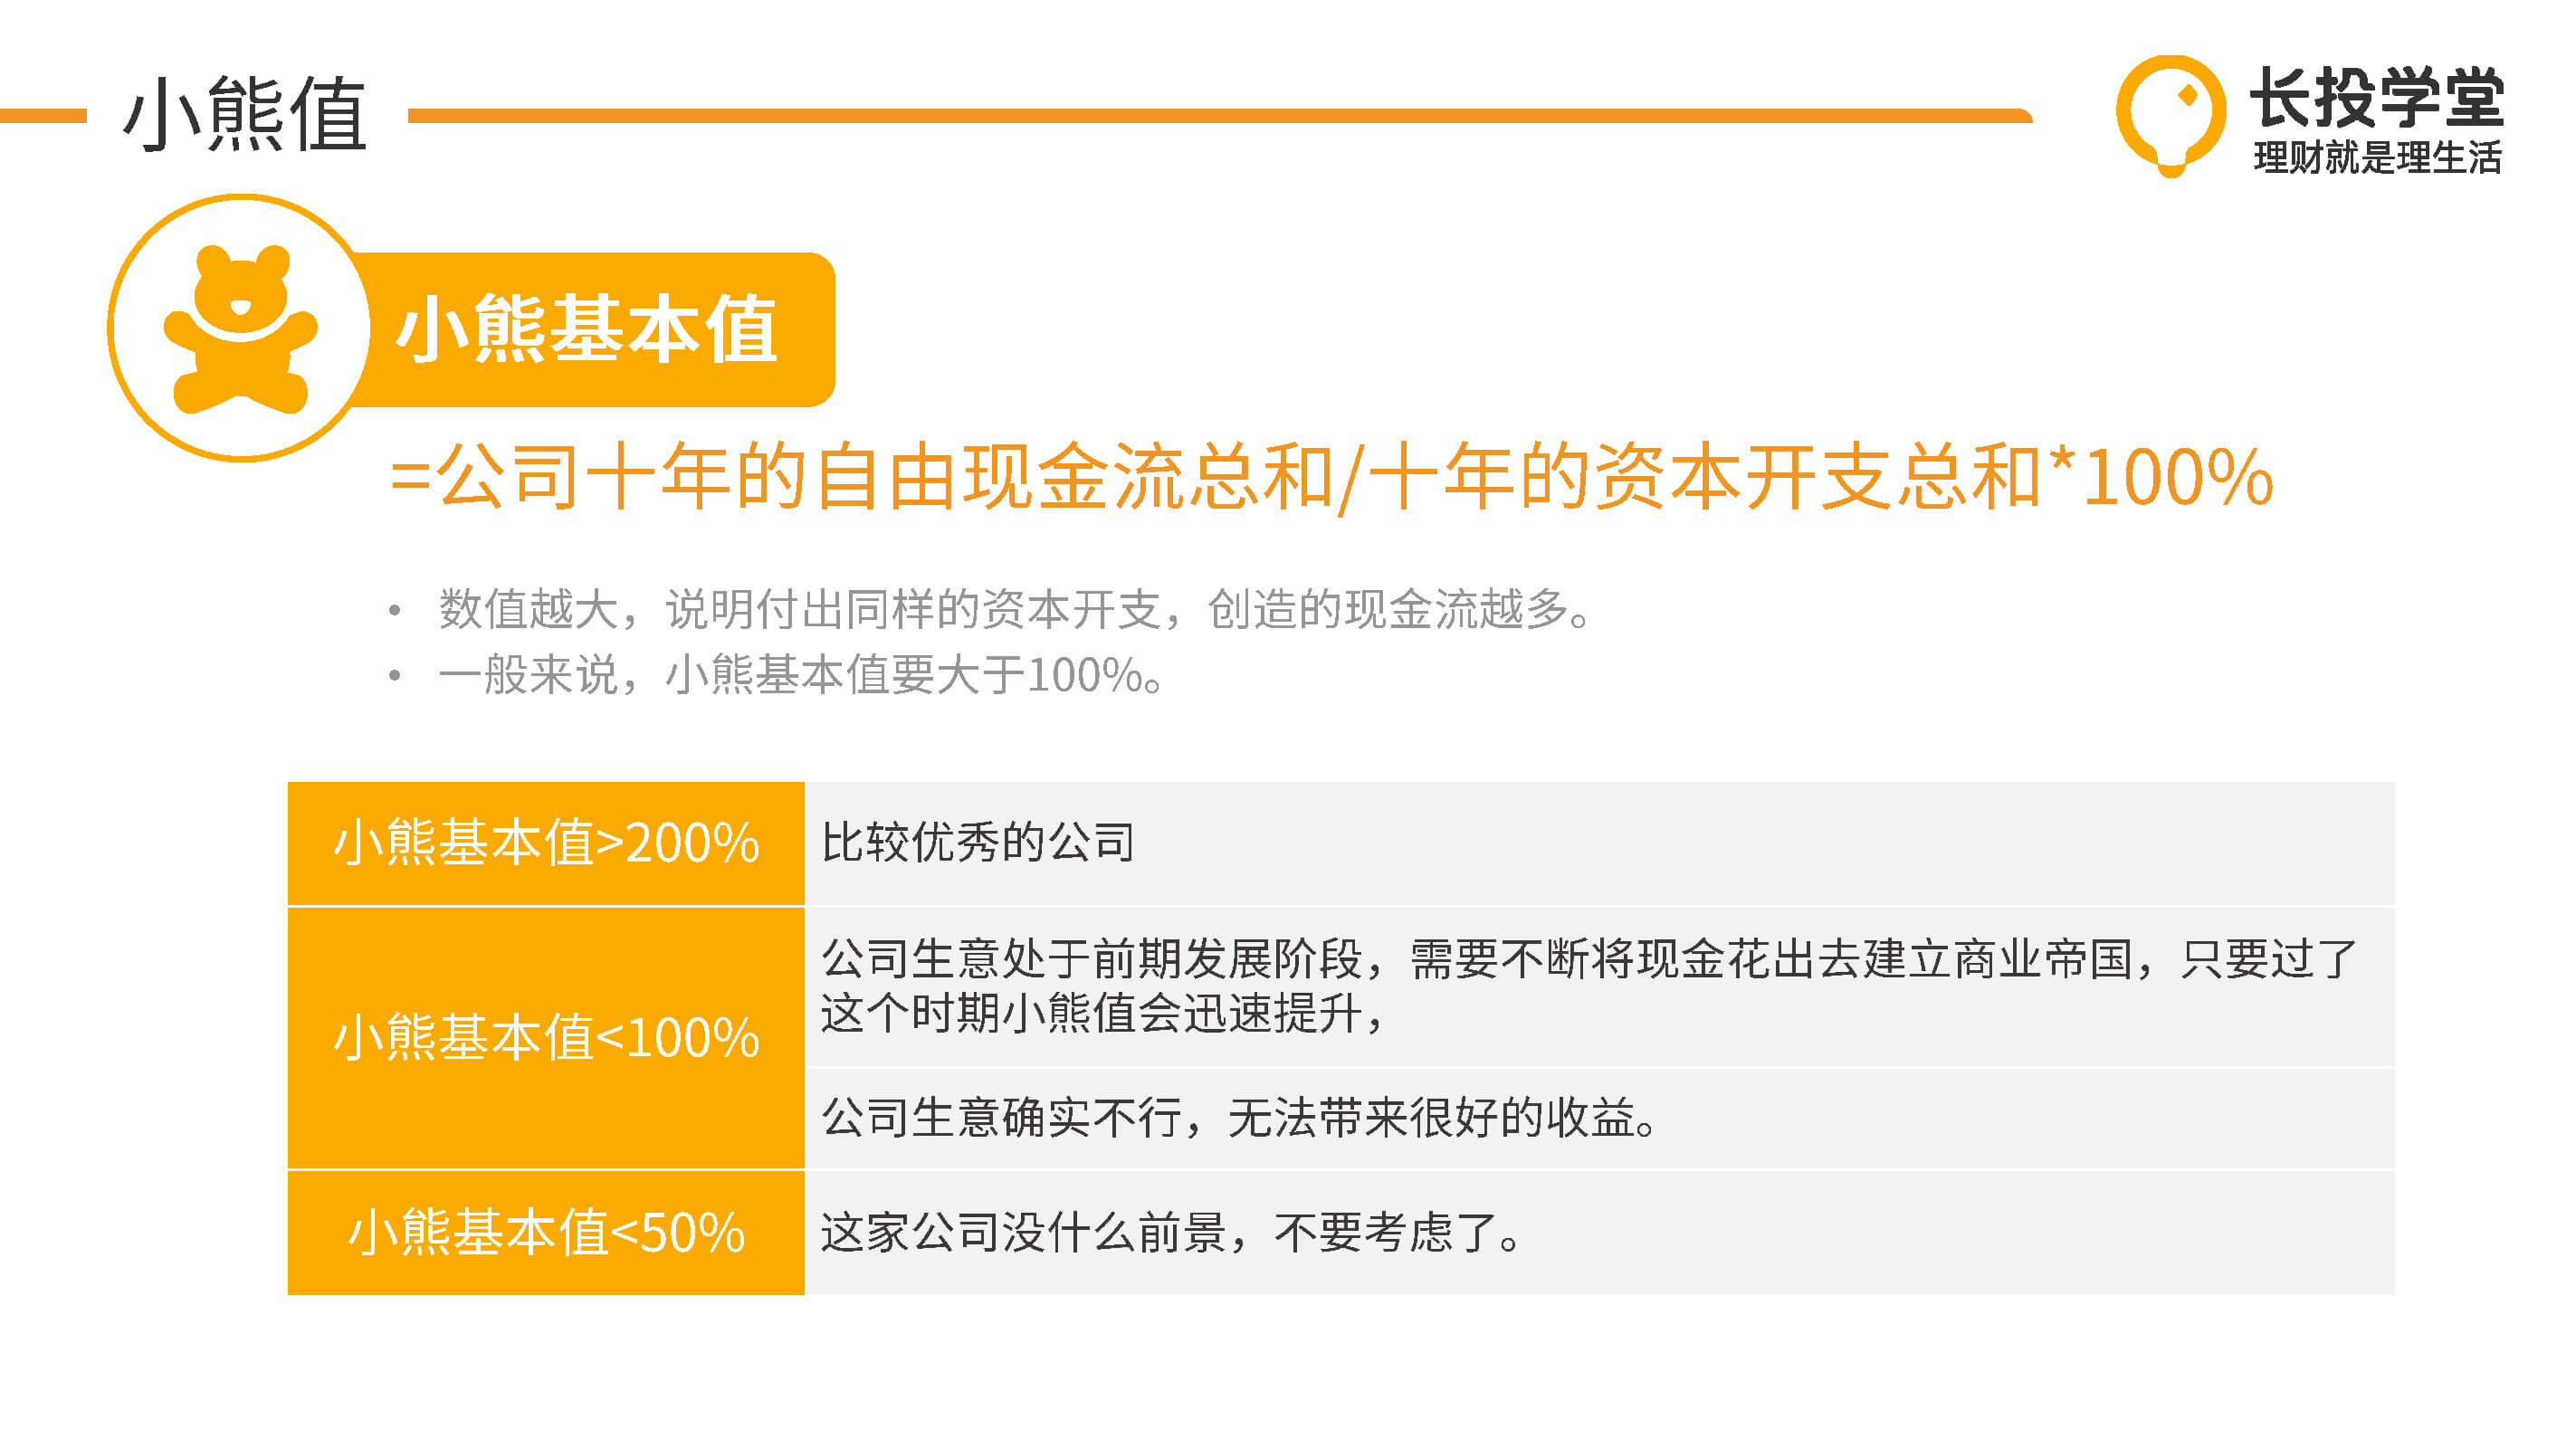 小熊值
长投学堂
理财就是理生活
小熊基本值
=公司十年的自由现金流总和/十年的资本开支总和*100%
• 数值越大，说明付出同样的资本开支，创造的现金流越多。
• 一般来说，小熊基本值要大于100%。
小熊基本值>200%
比较优秀的公司
小熊基本值<100%
公司生意处于前期发展阶段，需要不断将现金花出去建立商业帝国，只要过了
这个时期小熊值会迅速提升，
公司生意确实不行，无法带来很好的收益。
小熊基本值<50%
这家公司没什么前景，不要考虑了。